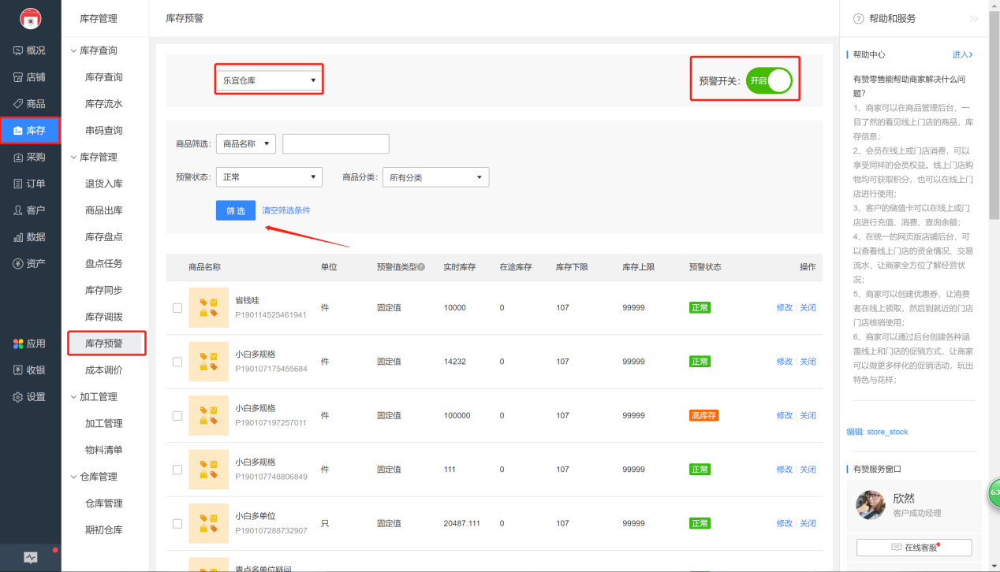 概况
店铺
商品
库存
采购
订单
客户
数据
资产
应用
收银
设置
库存管理
库存查询
库存查询
库存流水
串码查询
库存管理
退货入库
商品出库
库存盘点
盘点任务
库存同步
库存调拨
库存预警
成本调价
加工管理
加工管理
物料清单
仓库管理
仓库管理
期初仓库
库存预警
乐宜仓库
预警开关: 开启
商品筛选: 商品名称
预警状态: 正常 商品分类: 所有分类
筛 选 清空筛选条件
商品名称 单位 预警值类型 ? 实时库存 在途库存 库存下限 库存上限 预警状态 操作
省钱哇
P190114525461941
件 固定值 10000 0 107 99999 正常 修改 关闭
小白多规格
P190107175455684
件 固定值 14232 0 107 99999 正常 修改 关闭
小白多规格
P190107197257011
件 固定值 100000 0 107 99999 高库存 修改 关闭
小白多规格
P190107748806849
件 固定值 111 0 107 99999 正常 修改 关闭
小白多单位
P190107288732907
只 固定值 20487.111 0 107 99999 正常 修改 关闭
? 帮助和服务
帮助中心 进入
有赞零售能帮助商家解决什么问
题?
1、商家可以在商品管理后台，一
目了然的看见线上门店的商品，库
存信息；
2、会员在线上或门店消费，可以
享受同样的会员权益。线上门店购
物均可获取积分，也可以在线上门
店进行使用；
3、客户的储值卡可以在线上或门
店进行充值、消费、查询余额；
4、在统一的网页版店铺后台，可
以查看线上门店的资金情况、交易
流水，让商家全方位了解经营状
况；
5、商家可以创建优惠券，让消费
者在线上领取，然后到就近的门店
门店核销使用；
6、商家可以通过后台创建各种涵
盖线上和门店的促销方式，让商家
可以做更多样化的促销活动，玩出
特色与花样；
编辑: store_stock
有赞服务窗口
欣然
客户成功经理
在线客服
63